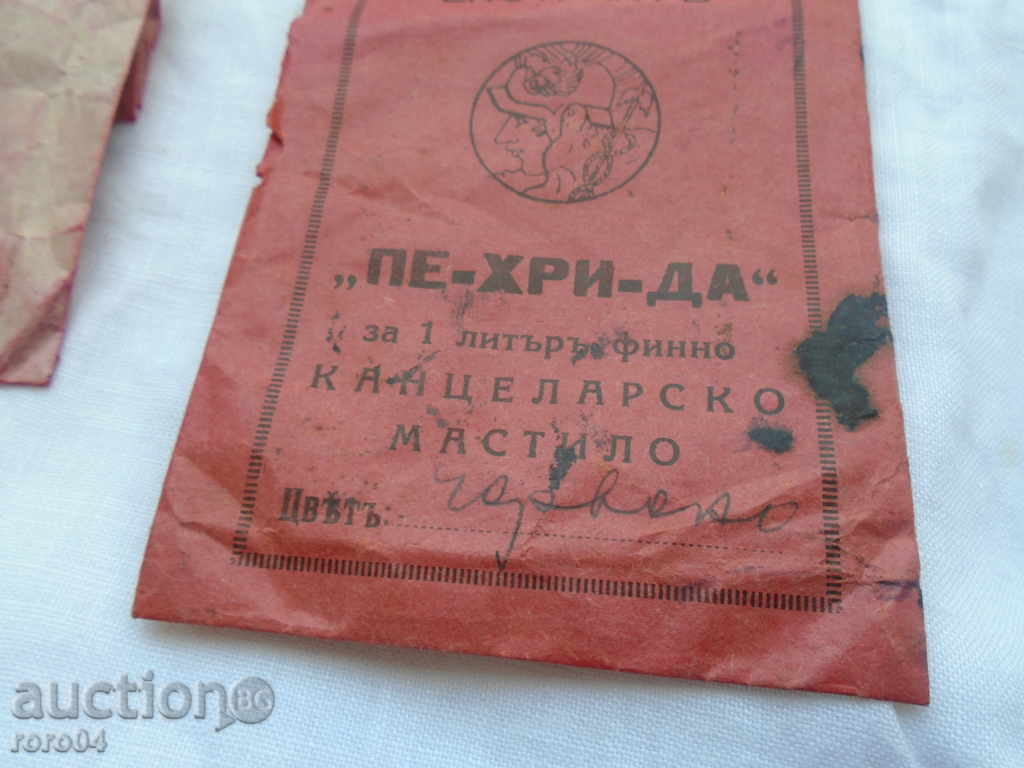 „ПЕ-ХРИ-ДА“
за 1 литъръ финно
КАНЦЕЛАРСКО
МАСТИЛО
Цвѣтъ: червено
auction BG
roro04